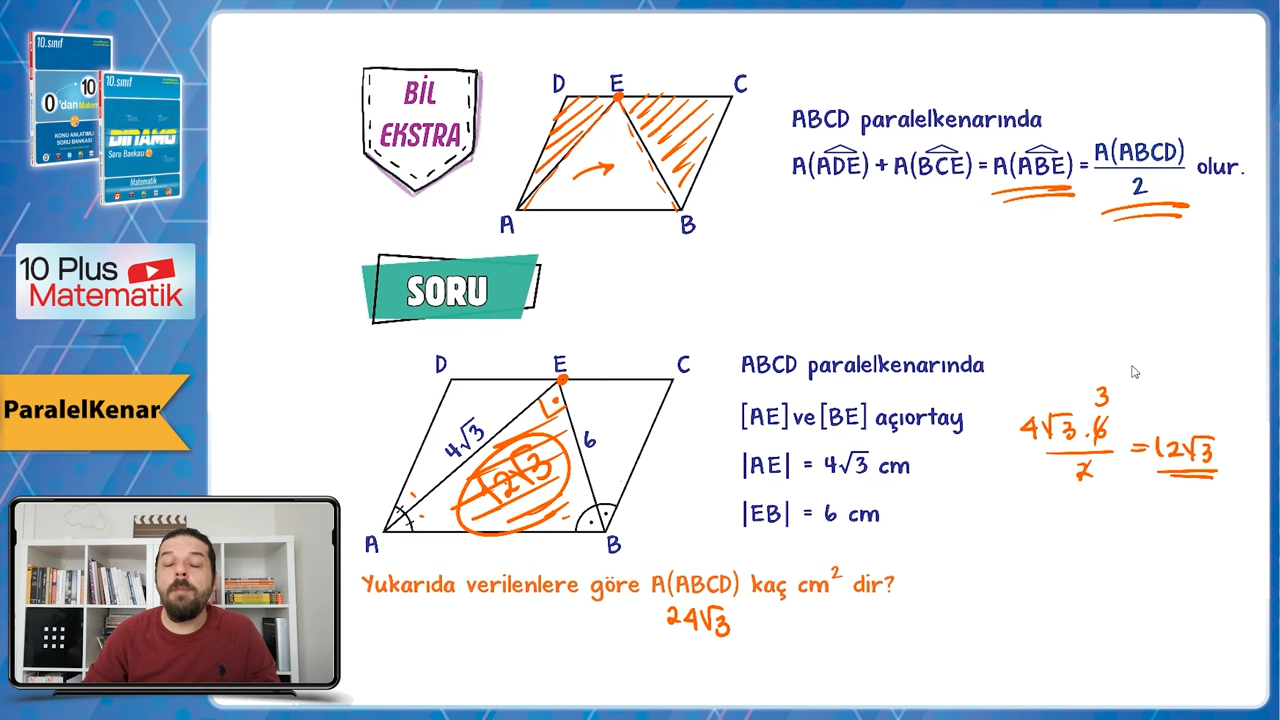 10.sınıf
0'dan 10
Matem
KONU ANLATIMLI
SORU BANKASI
10.sınıf
DİNAMO
Soru Bankası
Matematik
10 Plus
Matematik
ParalelKenar
BİL
EKSTRA
D E C
A B
ABCD paralelkenarında
A(ADE) + A(BCE) = A(ABE) = A(ABCD)/2 olur.
SORU
D E C
4√3
6
12√3
A B
ABCD paralelkenarında
[AE] ve [BE] açıortay
|AE| = 4√3 cm
|EB| = 6 cm
3
4√3 . 6 / 2 = 12√3
Yukarıda verilenlere göre A(ABCD) kaç cm² dir?
24√3